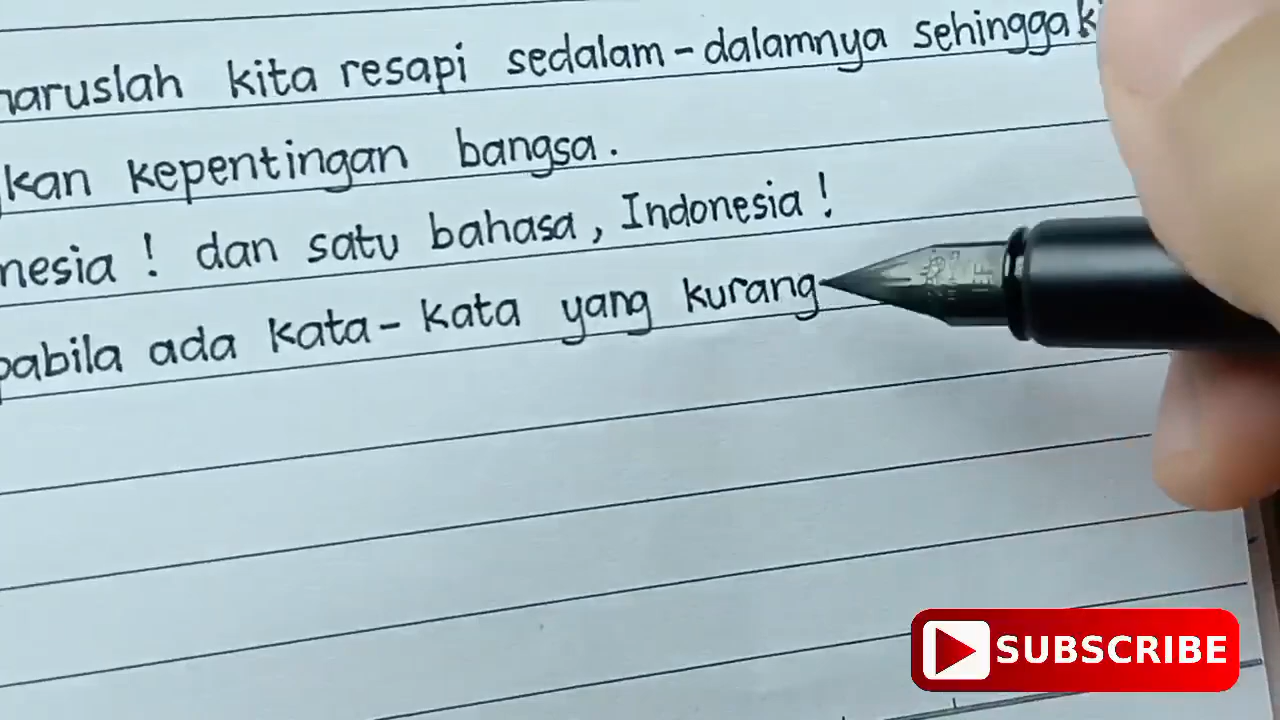 haruslah kita resapi sedalam-dalamnya sehingga
kan kepentingan bangsa.
nesia ! dan satu bahasa, Indonesia !
pabila ada kata-kata yang kurang
SUBSCRIBE